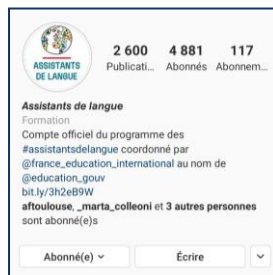 ASSISTANTS
DE LANGUE
2 600 4 881 117
Publicati... Abonnés Abonnem...
Assistants de langue
Formation
Compte officiel du programme des
#assistantsdelangue coordonné par
@france_education_international au nom de
@education_gouv
bit.ly/3h2eB9W
aftoulouse, _marta_colleoni et 3 autres personnes
sont abonné(e)s
Abonné(e) Écrire